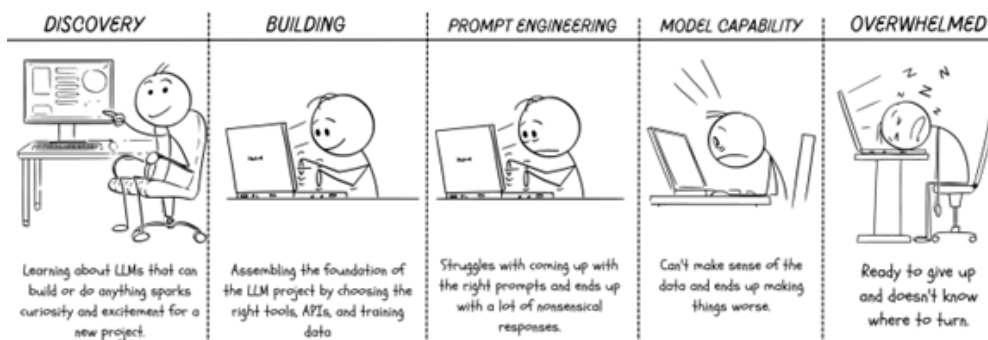 DISCOVERY
BUILDING
PROMPT ENGINEERING
MODEL CAPABILITY
OVERWHELMED
Z
Z
Z
Z
Z
Learning about LLMs that can
build or do anything sparks
curiosity and excitement for a
new project.
Assembling the foundation of
the LLM project by choosing the
right tools, APIs, and training
data
Struggles with coming up with
the right prompts and ends up
with a lot of nonsensical
responses.
Can't make sense of the
data and ends up making
things worse.
Ready to give up
and doesn't know
where to turn.